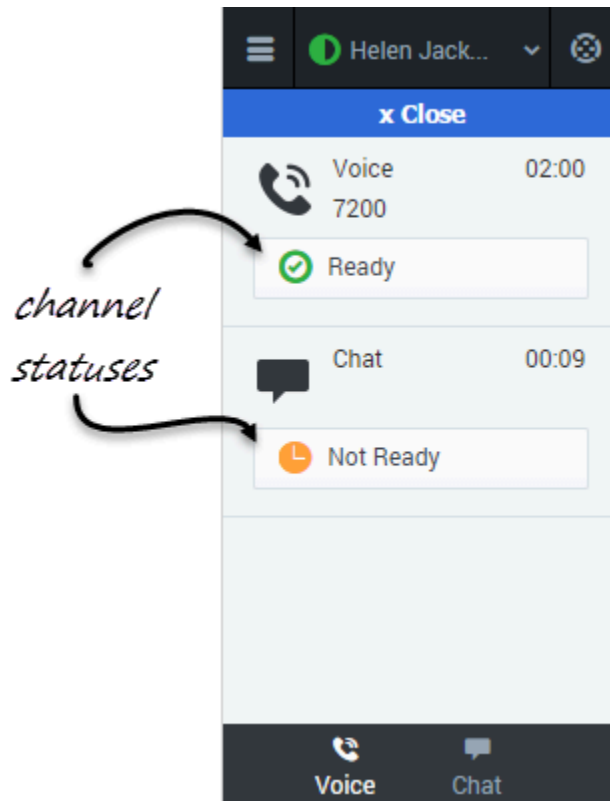 Helen Jack...
x Close
Voice 02:00
7200
Ready
channel
statuses
Chat 00:09
Not Ready
Voice Chat